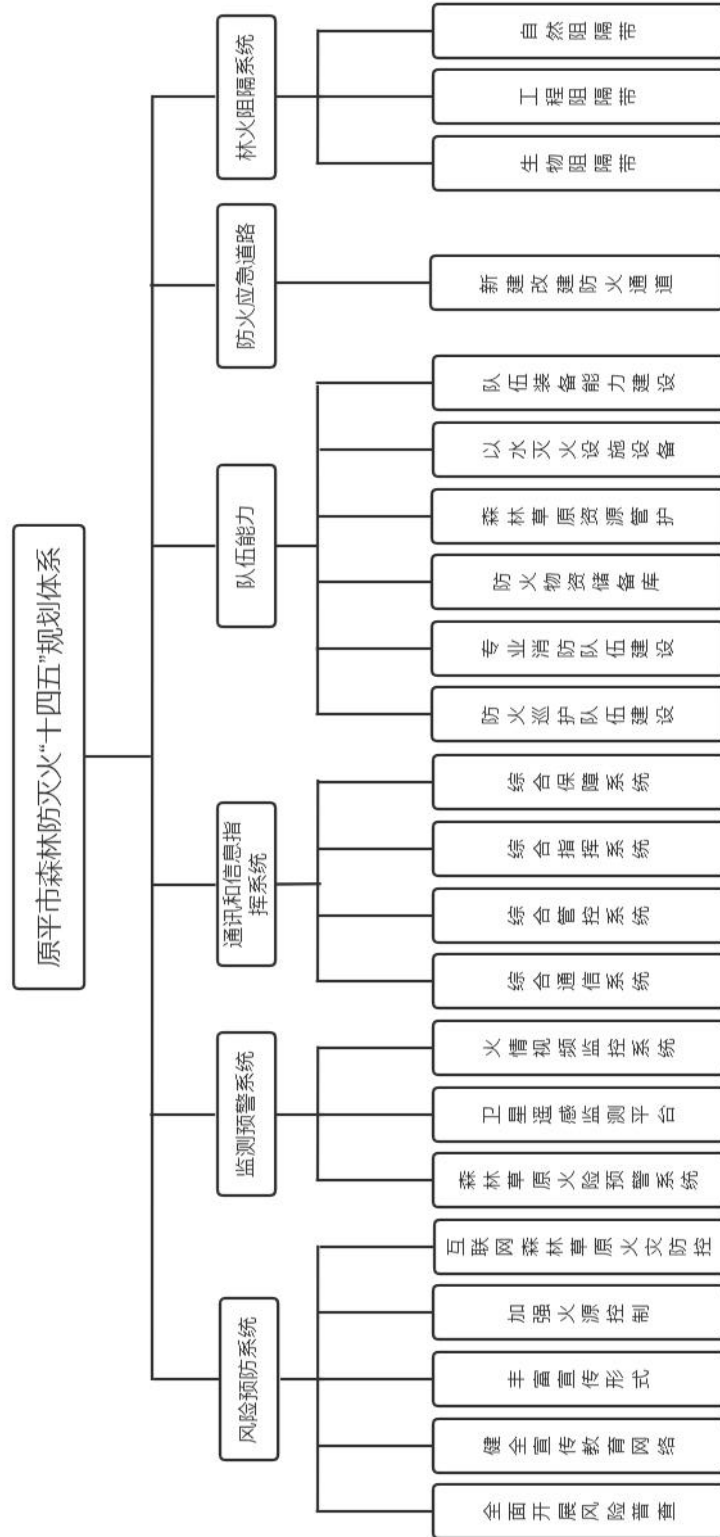 原平市森林防灭火“十四五”规划体系
风险预防系统
监测预警系统
通讯和信息指
挥系统
队伍能力
防火应急道路
林火阻隔系统
全面开展风险普查
健全宣传教育网络
丰富宣传形式
加强火源控制
互联网森林草原火灾防控
森林草原火险预警系统
卫星遥感监测平台
火情视频监控系统
综合通信系统
综合管控系统
综合指挥系统
综合保障系统
防火巡护队伍建设
专业消防队伍建设
防火物资储备库
森林草原资源管护
以水灭火设施设备
队伍装备能力建设
新建改建防火通道
生物阻隔带
工程阻隔带
自然阻隔带